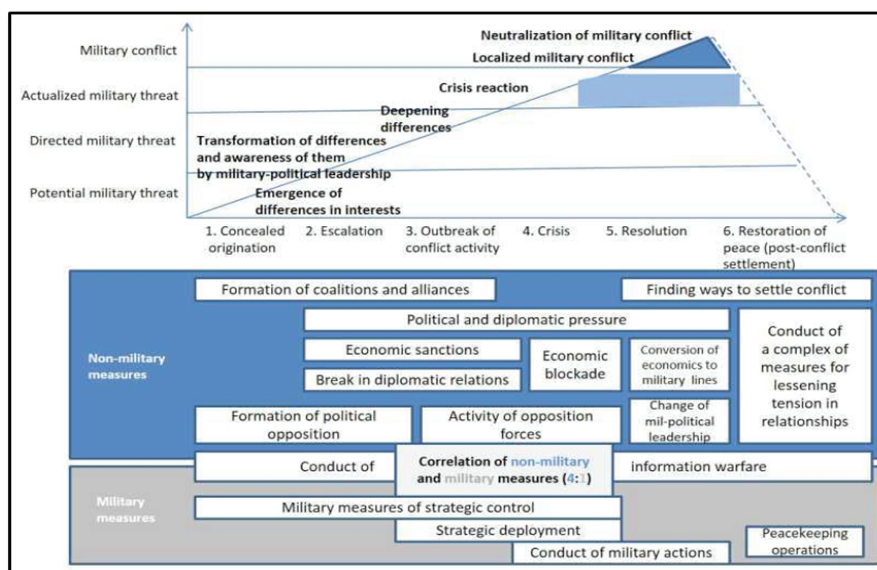 Military conflict
Neutralization of military conflict
Localized military conflict
Actualized military threat
Crisis reaction
Deepening
differences
Directed military threat
Transformation of differences
and awareness of them
by military-political leadership
Potential military threat
Emergence of
differences in interests
1. Concealed
origination
2. Escalation
3. Outbreak of
conflict activity
4. Crisis
5. Resolution
6. Restoration of
peace (post-conflict
settlement)
Non-military
measures
Formation of coalitions and alliances
Finding ways to settle conflict
Political and diplomatic pressure
Economic sanctions
Break in diplomatic relations
Economic
blockade
Conversion of
economics to
military lines
Conduct of
a complex of
measures for
lessening
tension in
relationships
Formation of political
opposition
Activity of opposition
forces
Change of
mil-political
leadership
Conduct of
Correlation of non-military
and military measures (4:1)
information warfare
Military
measures
Military measures of strategic control
Strategic deployment
Conduct of military actions
Peacekeeping
operations